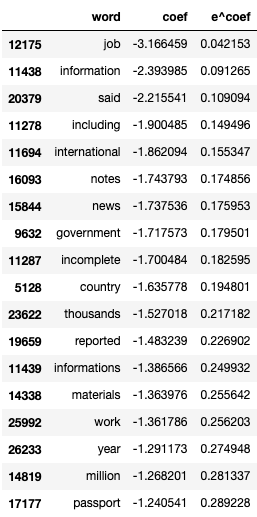 word coef e^coef
12175 job -3.166459 0.042153
11438 information -2.393985 0.091265
20379 said -2.215541 0.109094
11278 including -1.900485 0.149496
11694 international -1.862094 0.155347
16093 notes -1.743793 0.174856
15844 news -1.737536 0.175953
9632 government -1.717573 0.179501
11287 incomplete -1.700484 0.182595
5128 country -1.635778 0.194801
23622 thousands -1.527018 0.217182
19659 reported -1.483239 0.226902
11439 informations -1.386566 0.249932
14338 materials -1.363976 0.255642
25992 work -1.361786 0.256203
26233 year -1.291173 0.274948
14819 million -1.268201 0.281337
17177 passport -1.240541 0.289228